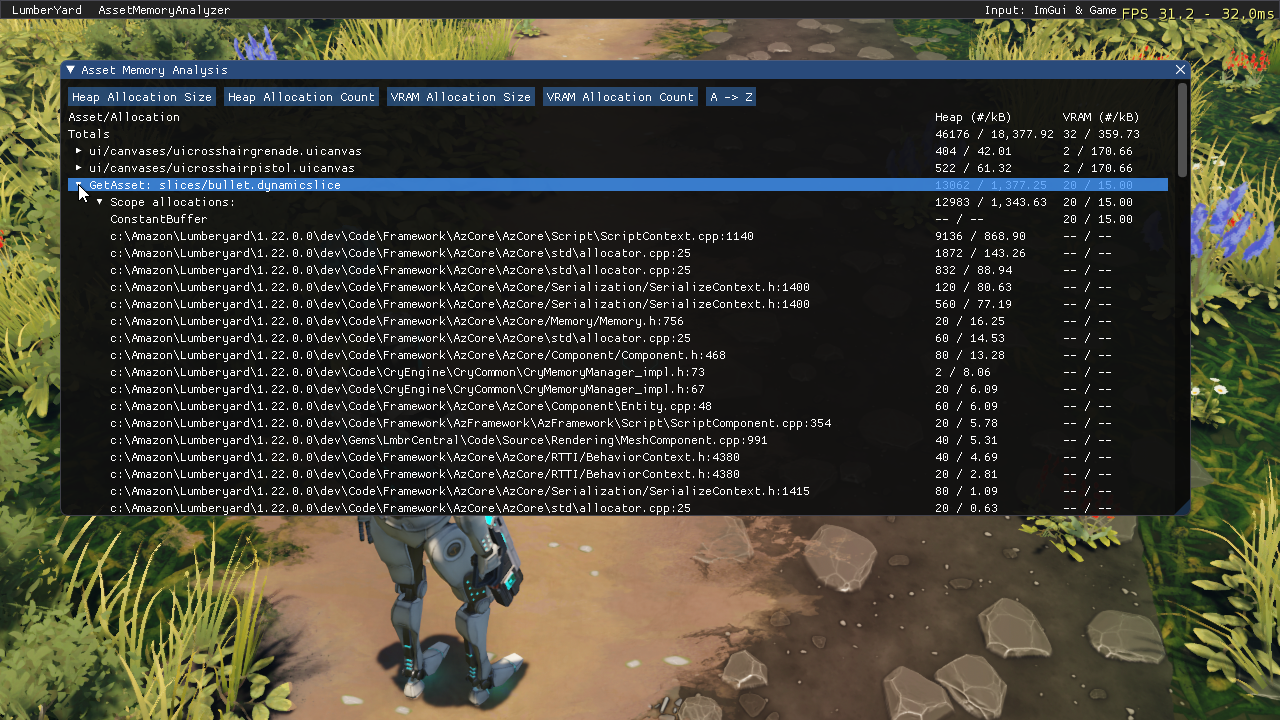 LumberYard AssetMemoryAnalyzer Input: ImGui & Game FPS 31.2 - 32.0ms
Asset Memory Analysis
Heap Allocation Size Heap Allocation Count VRAM Allocation Size VRAM Allocation Count A -> Z
Asset/Allocation Heap (#/kB) VRAM (#/kB)
Totals 46176 / 18,377.92 32 / 359.73
ui/canvases/uicrosshairgrenade.uicanvas 404 / 42.01 2 / 170.66
ui/canvases/uicrosshairpistol.uicanvas 522 / 61.32 2 / 170.66
GetAsset: slices/bullet.dynamicslice 13062 / 1,377.25 20 / 15.00
Scope allocations: 12983 / 1,343.63 20 / 15.00
ConstantBuffer -- / -- 20 / 15.00
c:\Amazon\Lumberyard\1.22.0.0\dev\Code\Framework\AzCore\AzCore\Script\ScriptContext.cpp:1140 9136 / 868.90 -- / --
c:\Amazon\Lumberyard\1.22.0.0\dev\Code\Framework\AzCore\AzCore\std\allocator.cpp:25 1872 / 143.26 -- / --
c:\Amazon\Lumberyard\1.22.0.0\dev\Code\Framework\AzCore\AzCore\std\allocator.cpp:25 832 / 88.94 -- / --
c:\Amazon\Lumberyard\1.22.0.0\dev\Code\Framework\AzCore\AzCore/Serialization/SerializeContext.h:1400 120 / 80.63 -- / --
c:\Amazon\Lumberyard\1.22.0.0\dev\Code\Framework\AzCore\AzCore/Serialization/SerializeContext.h:1400 560 / 77.19 -- / --
c:\Amazon\Lumberyard\1.22.0.0\dev\Code\Framework\AzCore\AzCore/Memory/Memory.h:756 20 / 16.25 -- / --
c:\Amazon\Lumberyard\1.22.0.0\dev\Code\Framework\AzCore\AzCore\std\allocator.cpp:25 60 / 14.53 -- / --
c:\Amazon\Lumberyard\1.22.0.0\dev\Code\Framework\AzCore\AzCore/Component/Component.h:468 80 / 13.28 -- / --
c:\Amazon\Lumberyard\1.22.0.0\dev\Code\CryEngine\CryCommon\CryMemoryManager_impl.h:73 2 / 8.06 -- / --
c:\Amazon\Lumberyard\1.22.0.0\dev\Code\CryEngine\CryCommon\CryMemoryManager_impl.h:67 20 / 6.09 -- / --
c:\Amazon\Lumberyard\1.22.0.0\dev\Code\Framework\AzCore\AzCore\Component\Entity.cpp:48 60 / 6.09 -- / --
c:\Amazon\Lumberyard\1.22.0.0\dev\Code\Framework\AzFramework\AzFramework\Script\ScriptComponent.cpp:354 20 / 5.78 -- / --
c:\Amazon\Lumberyard\1.22.0.0\dev\Gems\LmbrCentral\Code\Source\Rendering\MeshComponent.cpp:991 40 / 5.31 -- / --
c:\Amazon\Lumberyard\1.22.0.0\dev\Code\Framework\AzCore\AzCore/RTTI/BehaviorContext.h:4380 40 / 4.69 -- / --
c:\Amazon\Lumberyard\1.22.0.0\dev\Code\Framework\AzCore\AzCore/RTTI/BehaviorContext.h:4380 20 / 2.81 -- / --
c:\Amazon\Lumberyard\1.22.0.0\dev\Code\Framework\AzCore\AzCore/Serialization/SerializeContext.h:1415 80 / 1.09 -- / --
c:\Amazon\Lumberyard\1.22.0.0\dev\Code\Framework\AzCore\AzCore\std\allocator.cpp:25 20 / 0.63 -- / --